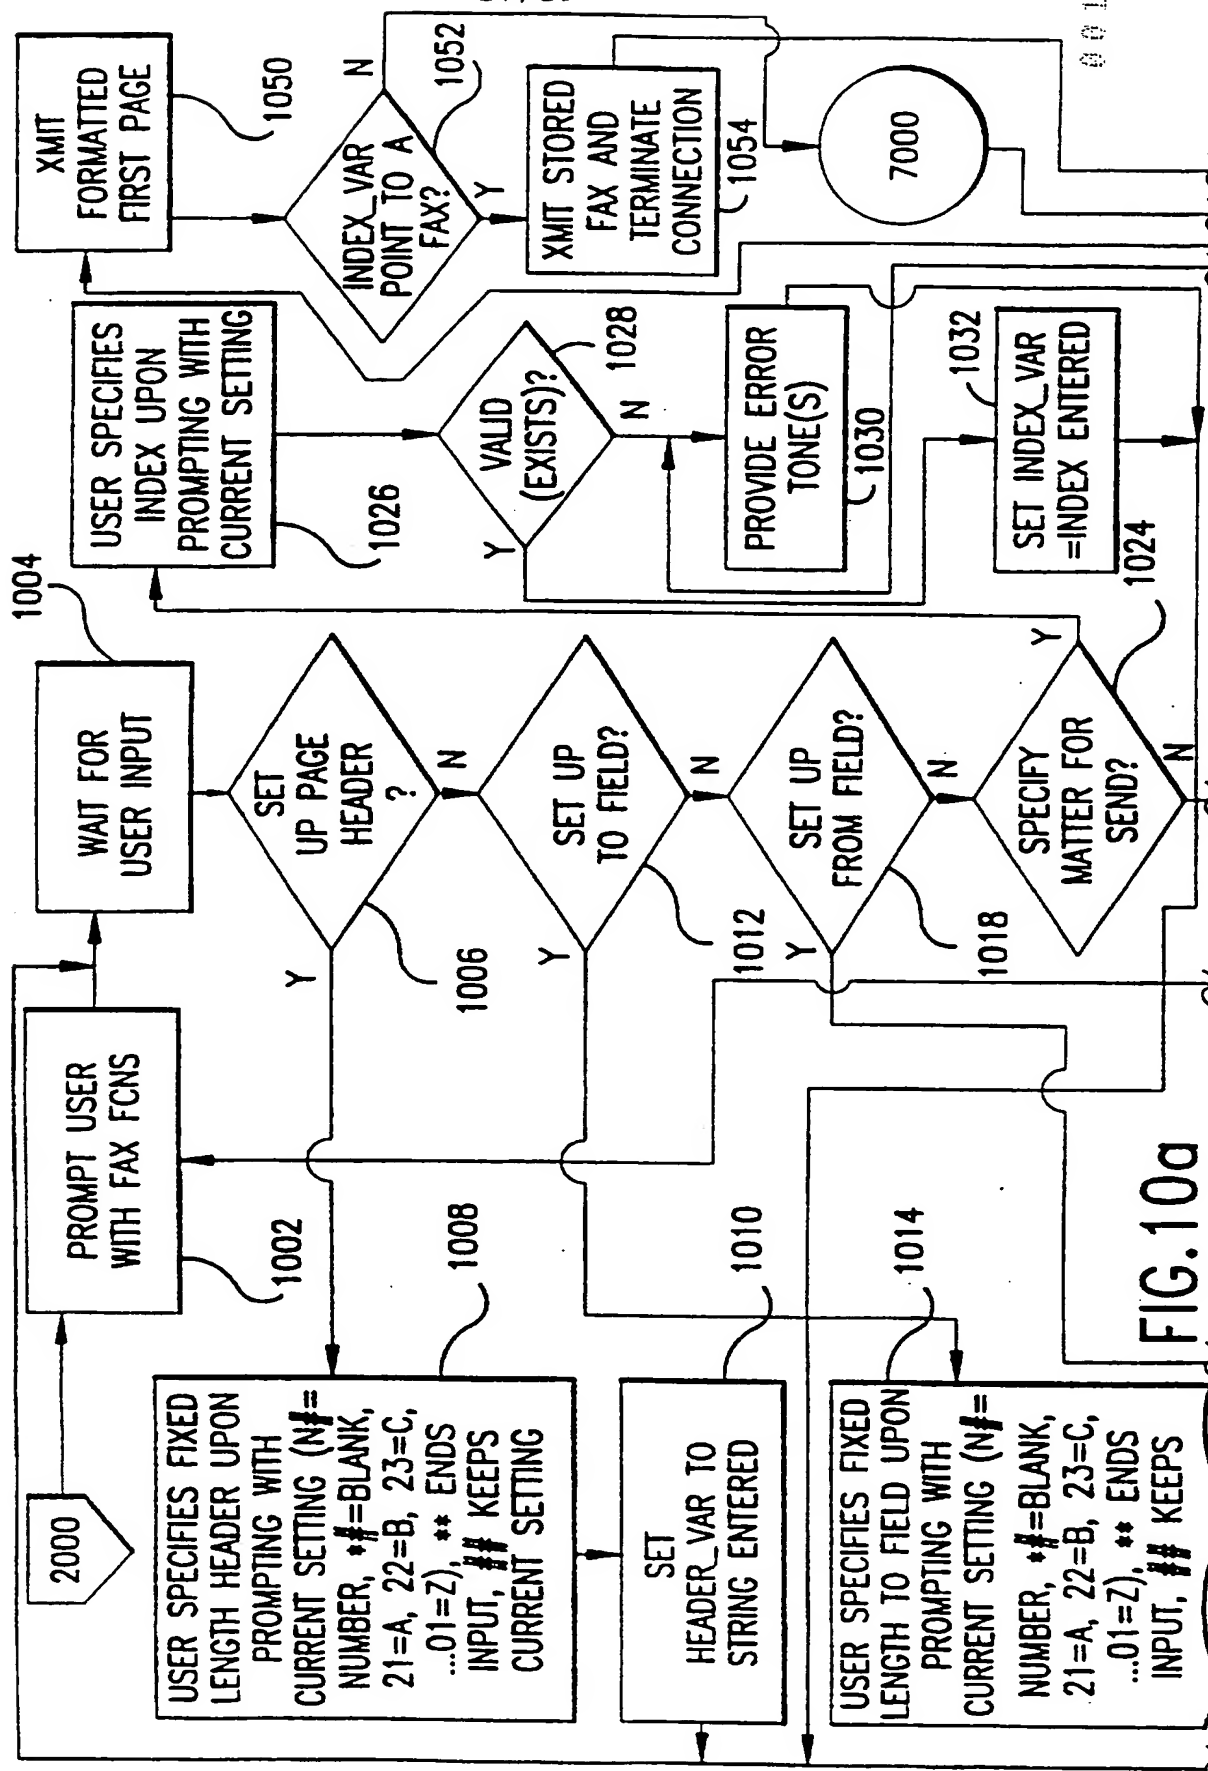 2000
PROMPT USER
WITH FAX FCNS
1002
WAIT FOR
USER INPUT
1004
SET
UP PAGE
HEADER
?
Y
N
1006
USER SPECIFIES FIXED
LENGTH HEADER UPON
PROMPTING WITH
CURRENT SETTING (N#=
NUMBER, *#=BLANK,
21=A, 22=B, 23=C,
...01=Z), ** ENDS
INPUT, ## KEEPS
CURRENT SETTING
1008
SET
HEADER_VAR TO
STRING ENTERED
1010
SET UP
TO FIELD?
Y
N
1012
USER SPECIFIES FIXED
LENGTH TO FIELD UPON
PROMPTING WITH
CURRENT SETTING (N#=
NUMBER, *#=BLANK,
21=A, 22=B, 23=C,
...01=Z), ** ENDS
INPUT, ## KEEPS
1014
SET UP
FROM FIELD?
Y
N
1018
SPECIFY
MATTER FOR
SEND?
Y
N
1024
USER SPECIFIES
INDEX UPON
PROMPTING WITH
CURRENT SETTING
1026
VALID
(EXISTS)?
Y
N
1028
PROVIDE ERROR
TONE(S)
1030
SET INDEX_VAR
=INDEX ENTERED
1032
XMIT
FORMATTED
FIRST PAGE
1050
INDEX_VAR
POINT TO A
FAX?
N
Y
1052
XMIT STORED
FAX AND
TERMINATE
CONNECTION
1054
7000
FIG.10a